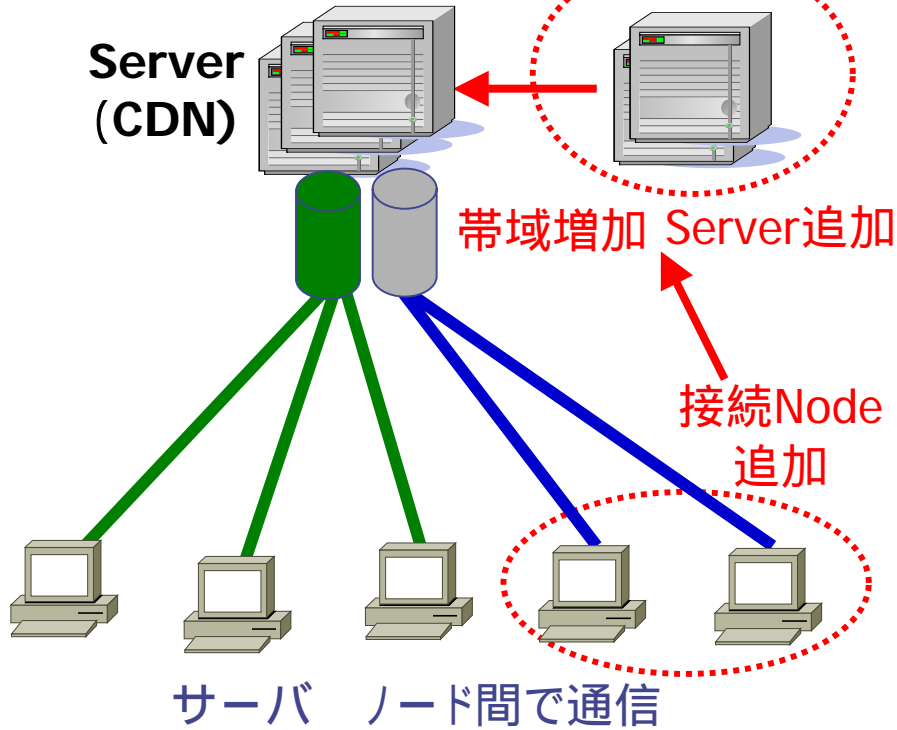 Server
(CDN)
帯域増加 Server追加
接続Node
追加
サーバ ノード間で通信